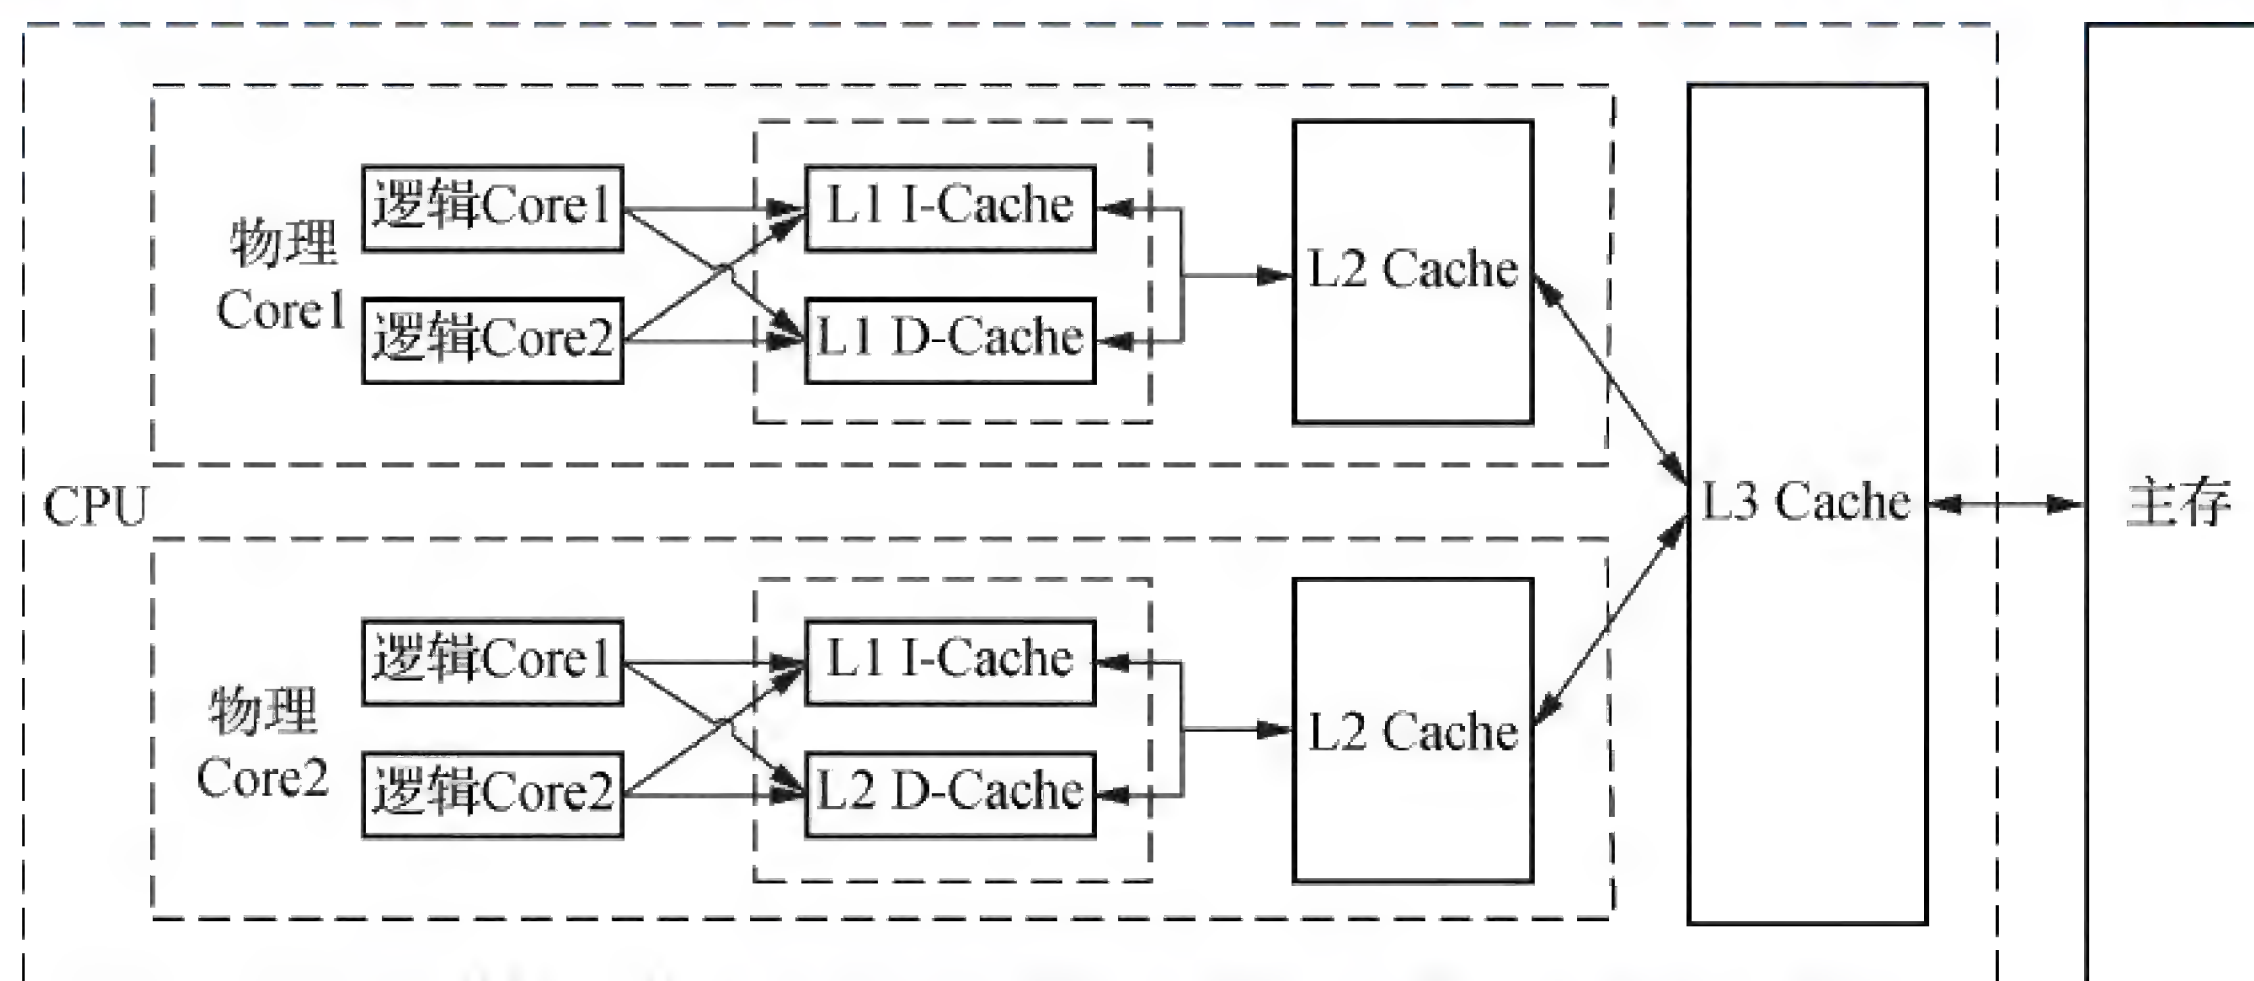 逻辑Core1
L1 I-Cache
物理
Core1
L2 Cache
逻辑Core2
L1 D-Cache
CPU
L3 Cache
主存
逻辑Core1
L1 I-Cache
物理
Core2
L2 Cache
逻辑Core2
L2 D-Cache